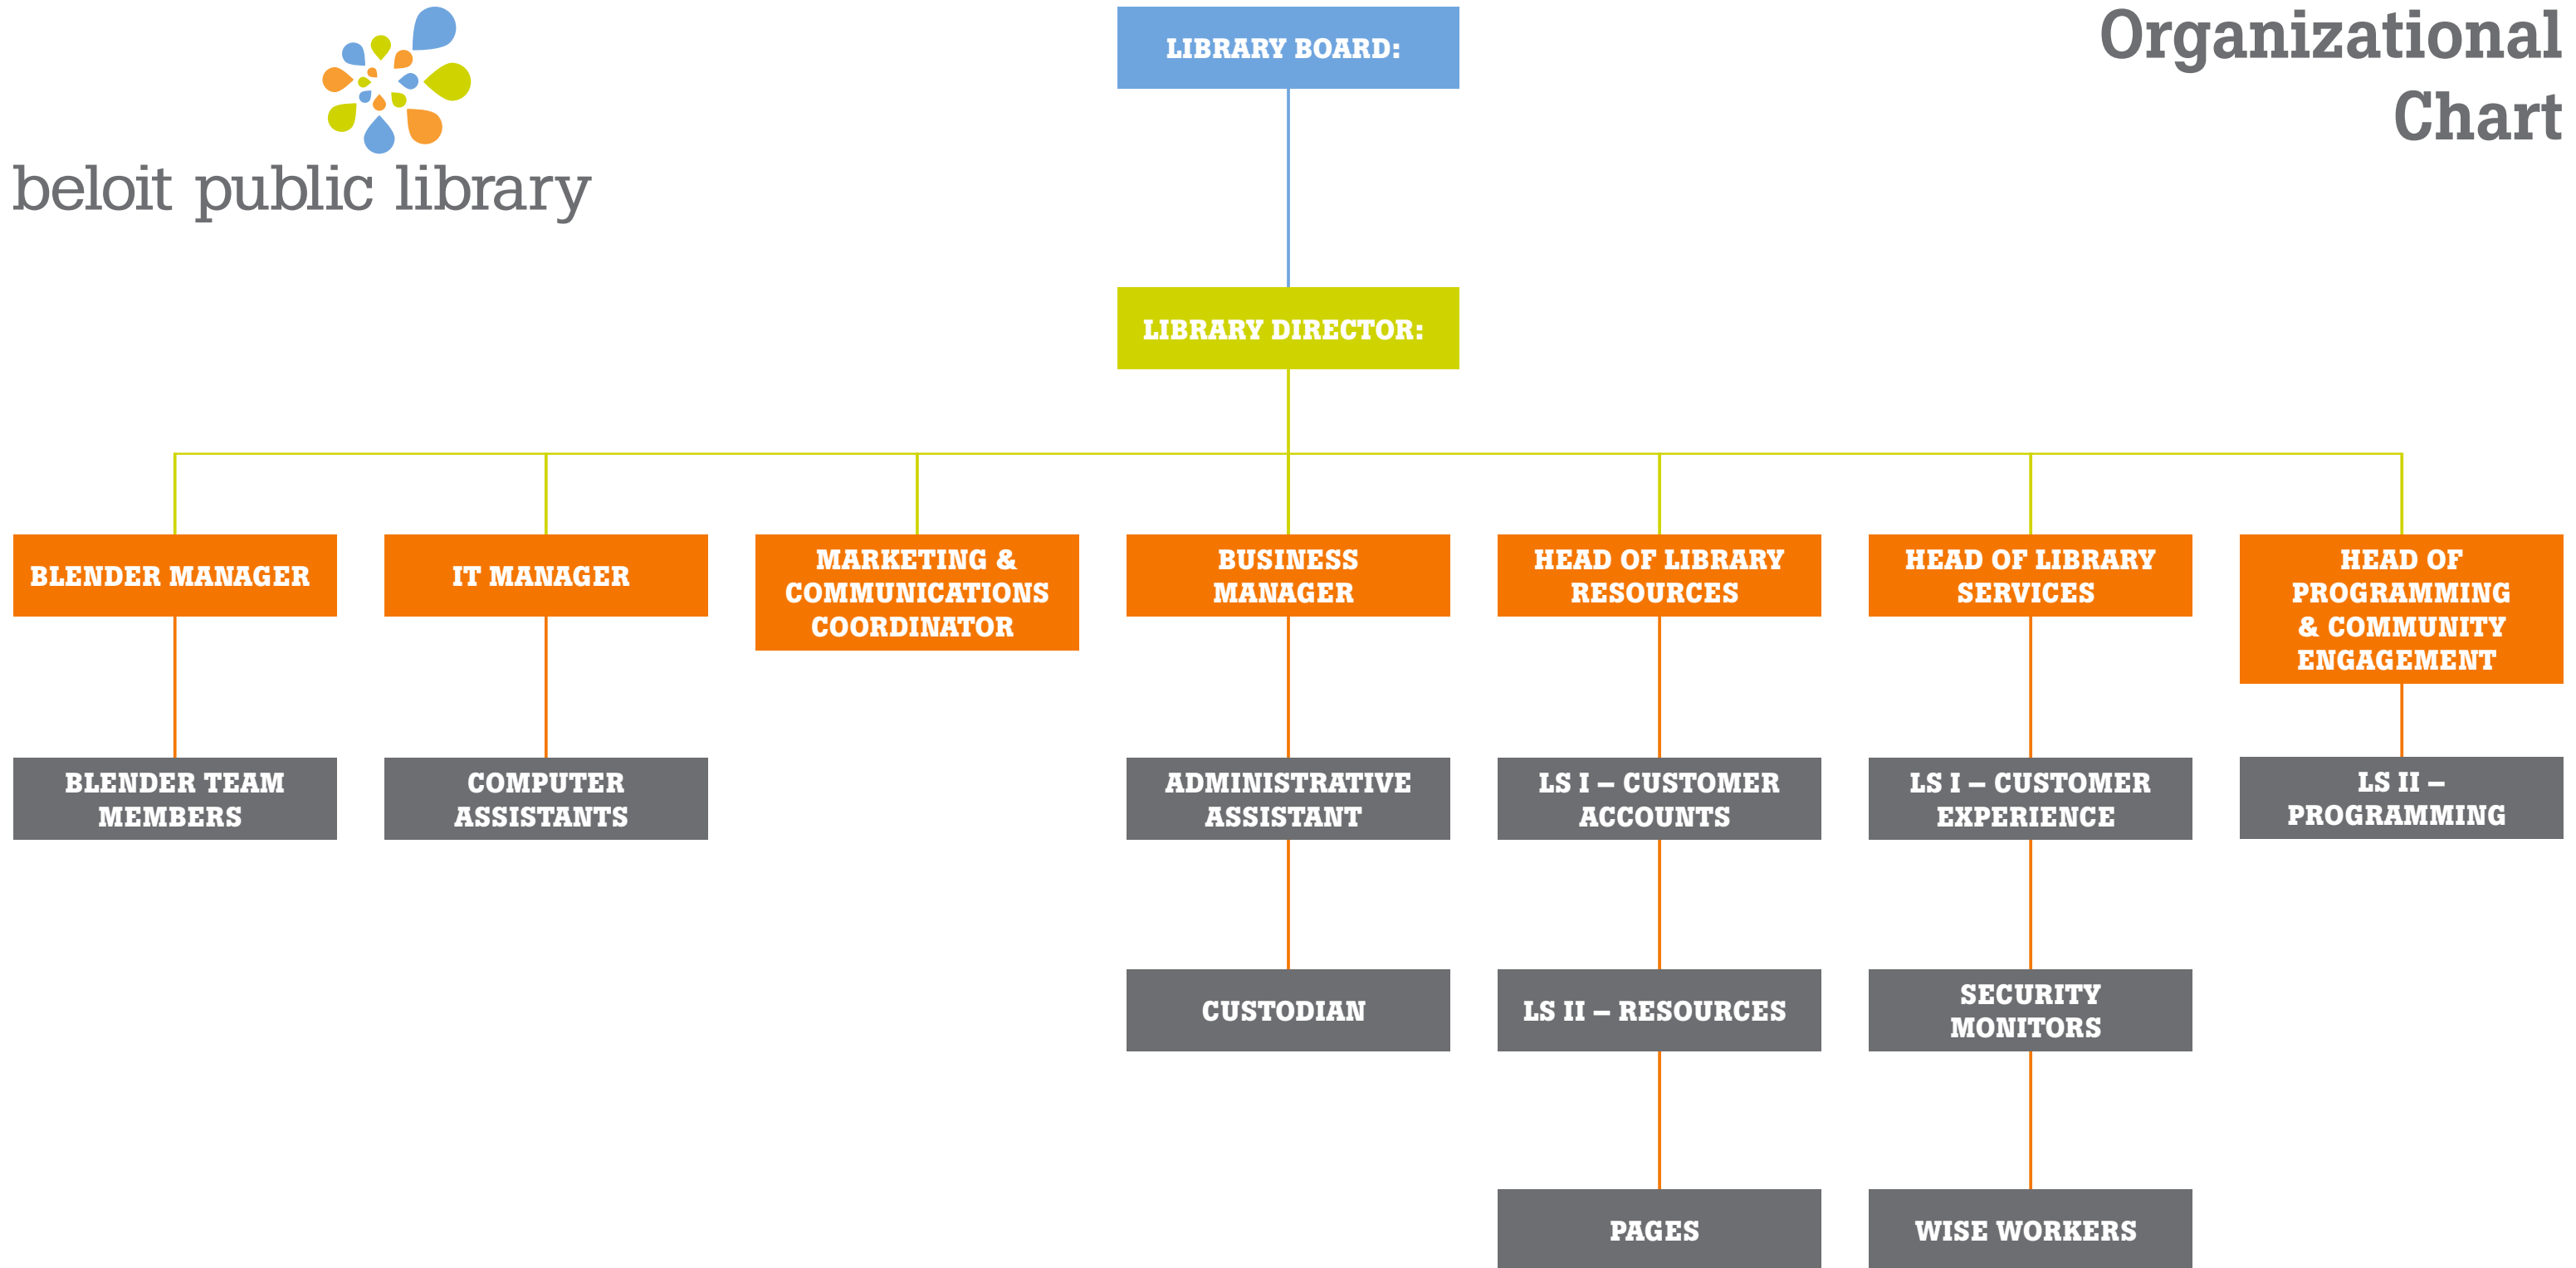 beloit public library
LIBRARY BOARD:
Organizational
Chart
LIBRARY DIRECTOR:
BLENDER MANAGER
IT MANAGER
MARKETING &
COMMUNICATIONS
COORDINATOR
BUSINESS
MANAGER
HEAD OF LIBRARY
RESOURCES
HEAD OF LIBRARY
SERVICES
HEAD OF
PROGRAMMING
& COMMUNITY
ENGAGEMENT
BLENDER TEAM
MEMBERS
COMPUTER
ASSISTANTS
ADMINISTRATIVE
ASSISTANT
LS I – CUSTOMER
ACCOUNTS
LS I – CUSTOMER
EXPERIENCE
LS II –
PROGRAMMING
CUSTODIAN
LS II – RESOURCES
SECURITY
MONITORS
PAGES
WISE WORKERS